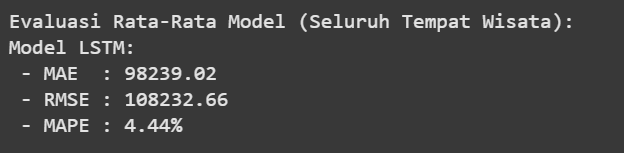 Evaluasi Rata-Rata Model (Seluruh Tempat Wisata):
Model LSTM:
- MAE : 98239.02
- RMSE : 108232.66
- MAPE : 4.44%